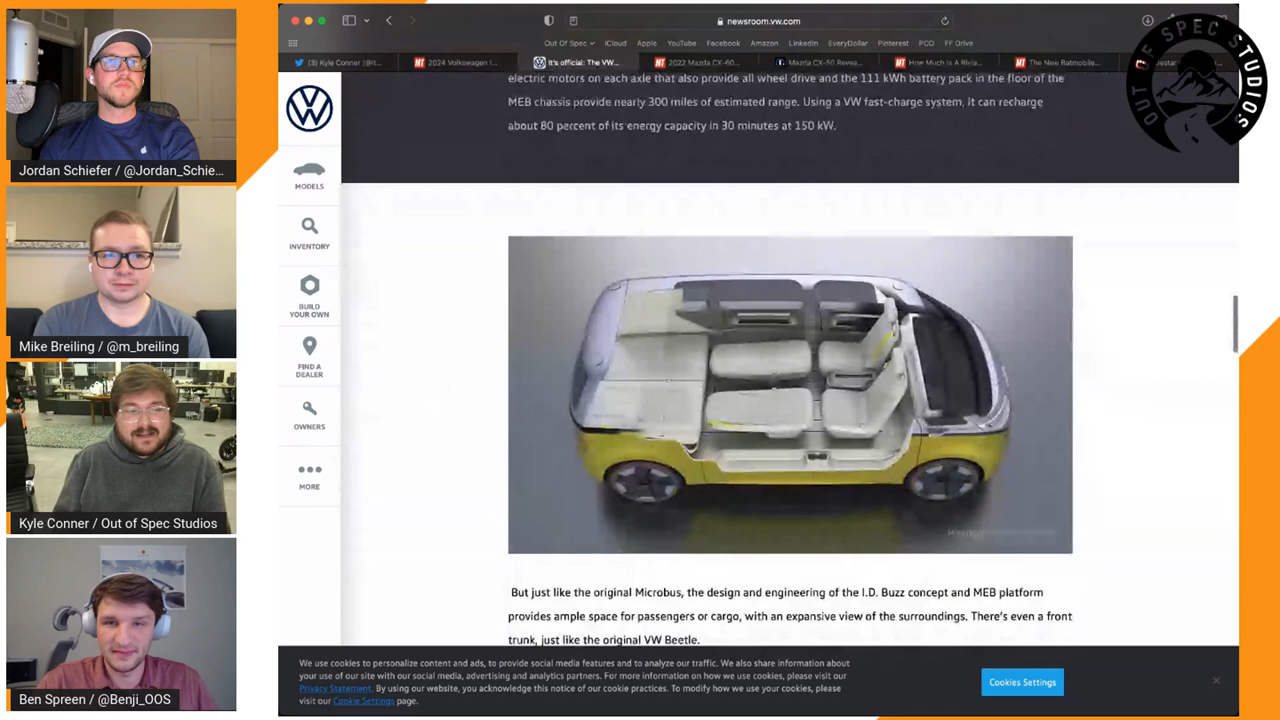 Jordan Schiefer / @Jordan_Schie...
Mike Breiling / @m_breiling
Kyle Conner / Out of Spec Studios
Ben Spreen / @Benji_OOS
newsroom.vw.com
Out Of Spec
iCloud
Apple
YouTube
Facebook
Amazon
LinkedIn
EveryDollar
Pinterest
PCO
FF Drive
(3) Kyle Conner (@it...
2024 Volkswagen I...
It's official: The VW...
2022 Mazda CX-60...
Mazda CX-50 Revea...
How Much Is a Rivia...
The New Batmobile...
OUT OF SPEC STUDIOS
MODELS
INVENTORY
BUILD
YOUR OWN
FIND A
DEALER
OWNERS
MORE
electric motors on each axle that also provide all wheel drive and the 111 kWh battery pack in the floor of the
MEB chassis provide nearly 300 miles of estimated range. Using a VW fast-charge system, it can recharge
about 80 percent of its energy capacity in 30 minutes at 150 kW.
But just like the original Microbus, the design and engineering of the I.D. Buzz concept and MEB platform
provides ample space for passengers or cargo, with an expansive view of the surroundings. There's even a front
trunk, just like the original VW Beetle.
We use cookies to personalize content and ads, to provide social media features and to analyze our traffic. We also share information about
your use of our site with our social media, advertising and analytics partners. For more information on how we use cookies, please visit our
Privacy Statement. By using our website, you acknowledge this notice of our cookie practices. To modify how we use your cookies, please
visit our Cookie Settings page.
Cookies Settings